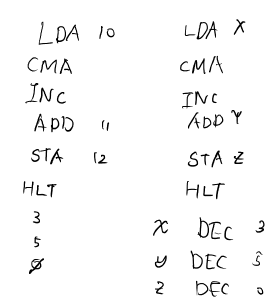 LDA 10 LDA X
CMA CMA
INC INC
ADD 11 ADD Y
STA 12 STA Z
HLT HLT
3 X DEC 3
5 Y DEC 5
0 Z DEC 0